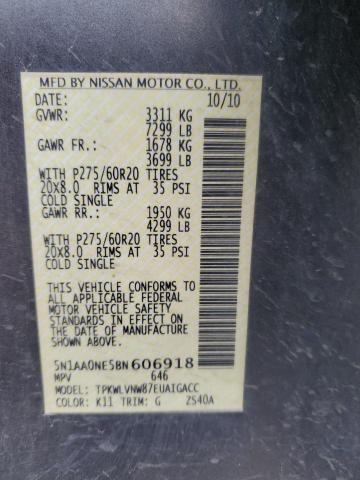 MFD BY NISSAN MOTOR CO., LTD.
DATE: 10/10
GVWR: 3311 KG
7299 LB
GAWR FR.: 1678 KG
3699 LB
WITH P275/60R20 TIRES
20X8.0 RIMS AT 35 PSI
COLD SINGLE
GAWR RR.: 1950 KG
4299 LB
WITH P275/60R20 TIRES
20X8.0 RIMS AT 35 PSI
COLD SINGLE
THIS VEHICLE CONFORMS TO
ALL APPLICABLE FEDERAL
MOTOR VEHICLE SAFETY
STANDARDS IN EFFECT ON
THE DATE OF MANUFACTURE
SHOWN ABOVE.
5N1AA0NE5BN606918
MPV 646
MODEL: TPKWLVNW87EUAIGACC
COLOR: K11 TRIM: G ZS40A